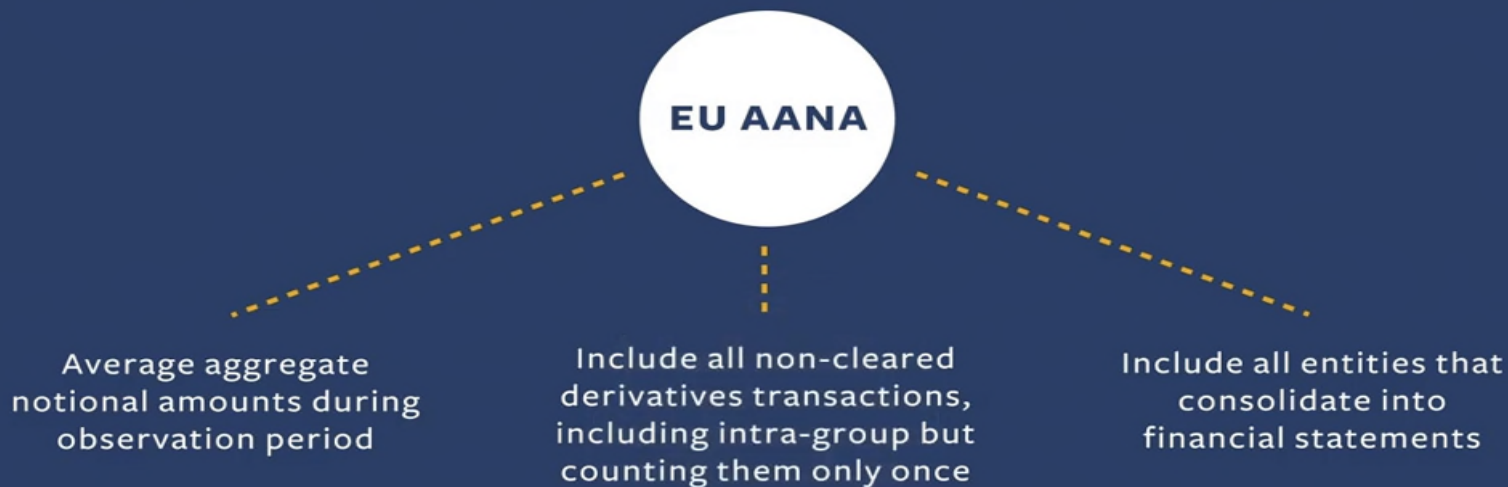 EU AANA
Average aggregate
notional amounts during
observation period
Include all non-cleared
derivatives transactions,
including intra-group but
counting them only once
Include all entities that
consolidate into
financial statements